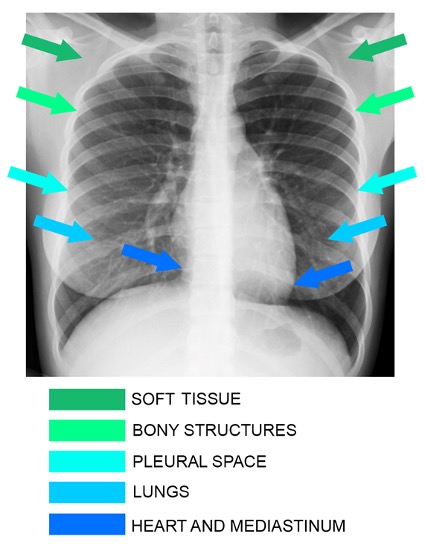 SOFT TISSUE
BONY STRUCTURES
PLEURAL SPACE
LUNGS
HEART AND MEDIASTINUM